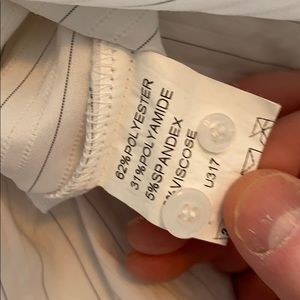 62%POLYESTER
31%POLYAMIDE
5%SPANDEX
%VISCOSE
U317